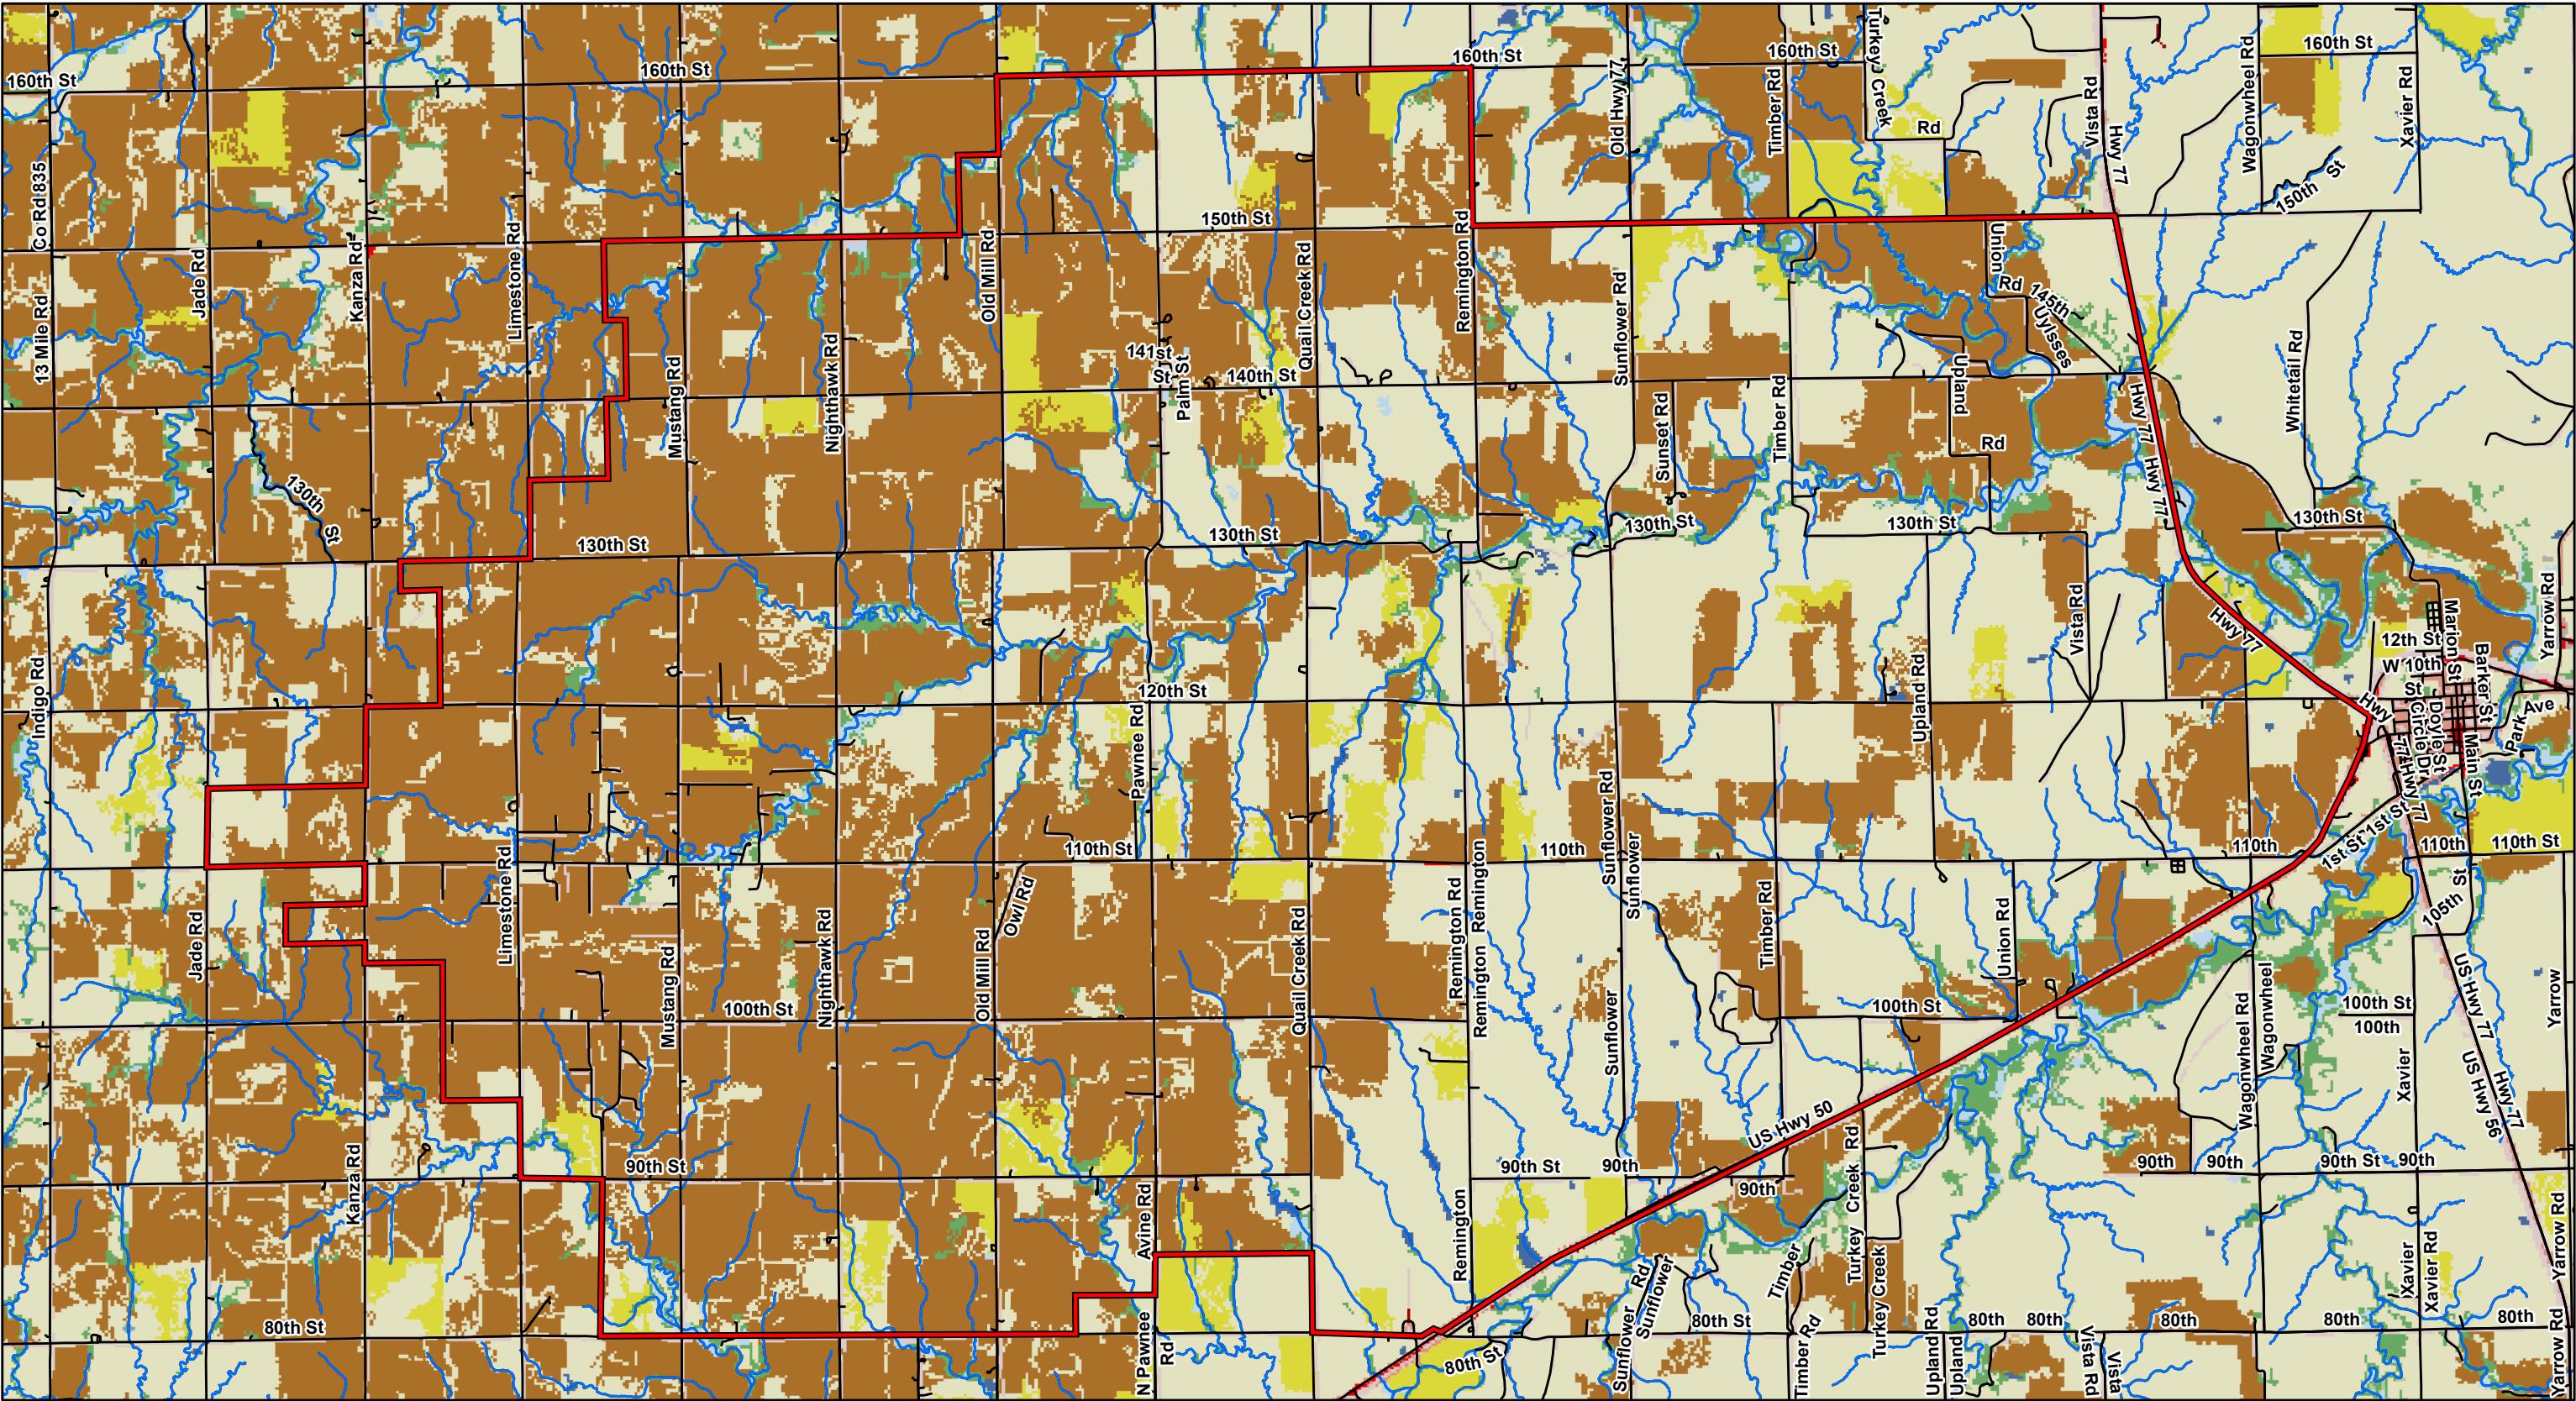 160th St
160th St
160th St
160th St
160th St
Turkey Creek
Rd
Old Hwy 77
Timber Rd
Vista Rd
Hwy 77
Wagonwheel Rd
Xavier Rd
150th St
Co Rd 835
13 Mile Rd
Jade Rd
Kanza Rd
Limestone Rd
Mustang Rd
Nighthawk Rd
Old Mill Rd
150th St
Quail Creek Rd
Remington Rd
Sunflower Rd
Union
Rd
145th
Uylsses
Whitetail Rd
141st
St
Palm St
140th St
Sunset Rd
Timber Rd
Upland
Rd
Hwy 77
Hwy 77
130th
St
130th St
130th St
130th St
130th St
130th St
Indigo Rd
120th St
Pawnee Rd
Vista Rd
Upland Rd
Hwy 77
Yarrow Rd
12th St
W 10th
St
Marion St
Barker St
Hwy
77
Hwy 77
Circle Dr
Doyle St
Main St
Park Ave
Limestone Rd
110th St
110th
110th
110th
110th St
1st St
1st St
Sunflower Rd
Sunflower
Remington
Remington
Remington Rd
Owl Rd
Jade Rd
Mustang Rd
Nighthawk Rd
Old Mill Rd
Quail Creek Rd
Timber Rd
Union Rd
105th
St
100th St
100th St
100th St
100th
Sunflower
Wagonwheel Rd
Wagonwheel
US Hwy 77
US Hwy 56
Hwy 77
Xavier
Yarrow
US Hwy 50
90th St
90th St
90th
90th
90th
90th
90th St
90th
Kanza Rd
Avine Rd
Remington
Turkey Creek Rd
Turkey Creek
Timber
Sunflower Rd
Sunflower
Xavier
Xavier Rd
Yarrow Rd
80th St
80th St
80th St
80th
80th
80th
80th
80th
N Pawnee
Rd
Sunflower
Timber Rd
Turkey Creek
Upland Rd
Upland
Vista Rd
Vista
Yarrow Rd